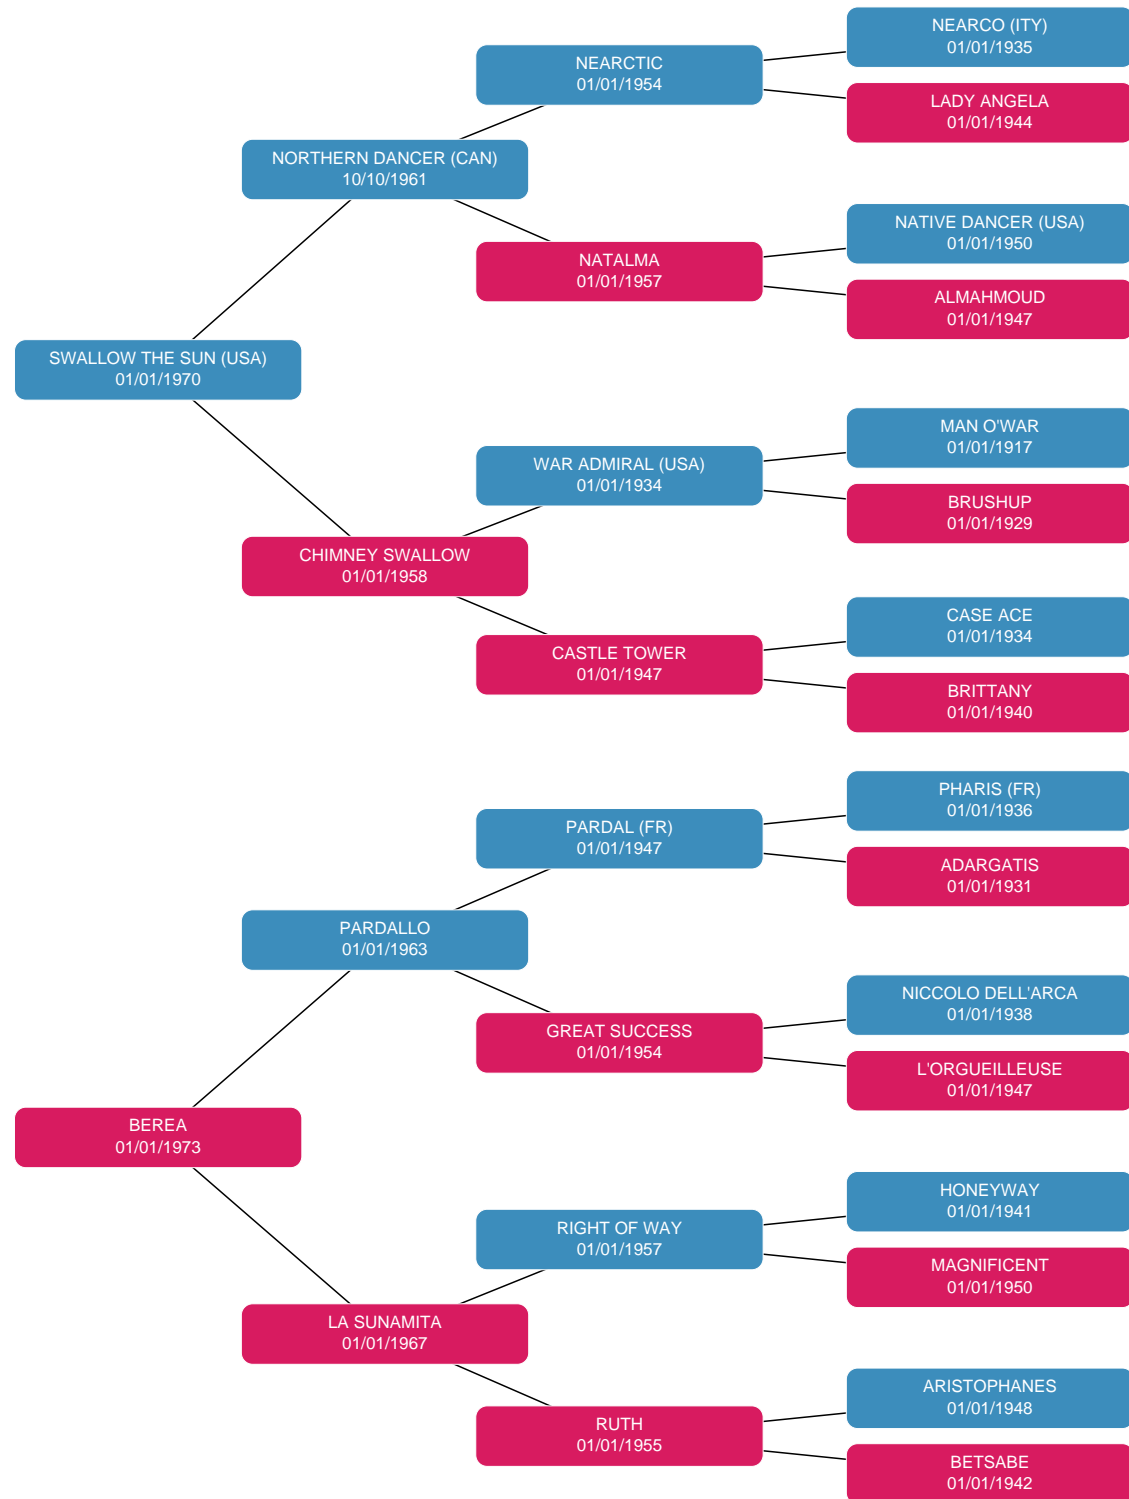 NEARCO (ITY)
01/01/1935
NEARCTIC
01/01/1954
LADY ANGELA
01/01/1944
NORTHERN DANCER (CAN)
10/10/1961
NATIVE DANCER (USA)
01/01/1950
NATALMA
01/01/1957
ALMAHMOUD
01/01/1947
SWALLOW THE SUN (USA)
01/01/1970
MAN O'WAR
01/01/1917
WAR ADMIRAL (USA)
01/01/1934
BRUSHUP
01/01/1929
CHIMNEY SWALLOW
01/01/1958
CASE ACE
01/01/1934
CASTLE TOWER
01/01/1947
BRITTANY
01/01/1940
PHARIS (FR)
01/01/1936
PARDAL (FR)
01/01/1947
ADARGATIS
01/01/1931
PARDALLO
01/01/1963
NICCOLO DELL'ARCA
01/01/1938
GREAT SUCCESS
01/01/1954
L'ORGUEILLEUSE
01/01/1947
BEREA
01/01/1973
HONEYWAY
01/01/1941
RIGHT OF WAY
01/01/1957
MAGNIFICENT
01/01/1950
LA SUNAMITA
01/01/1967
ARISTOPHANES
01/01/1948
RUTH
01/01/1955
BETSABE
01/01/1942